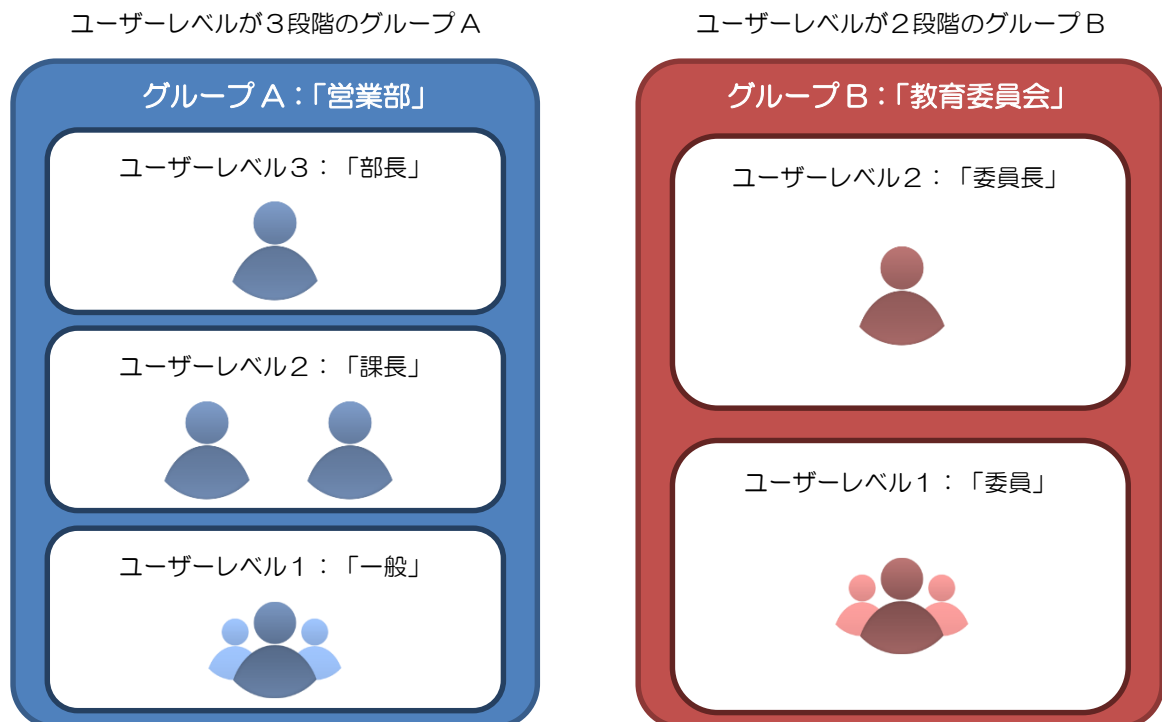 ユーザーレベルが３段階のグループＡ
グループＡ：「営業部」
ユーザーレベル３：「部長」
ユーザーレベル２：「課長」
ユーザーレベル１：「一般」
ユーザーレベルが２段階のグループＢ
グループＢ：「教育委員会」
ユーザーレベル２：「委員長」
ユーザーレベル１：「委員」